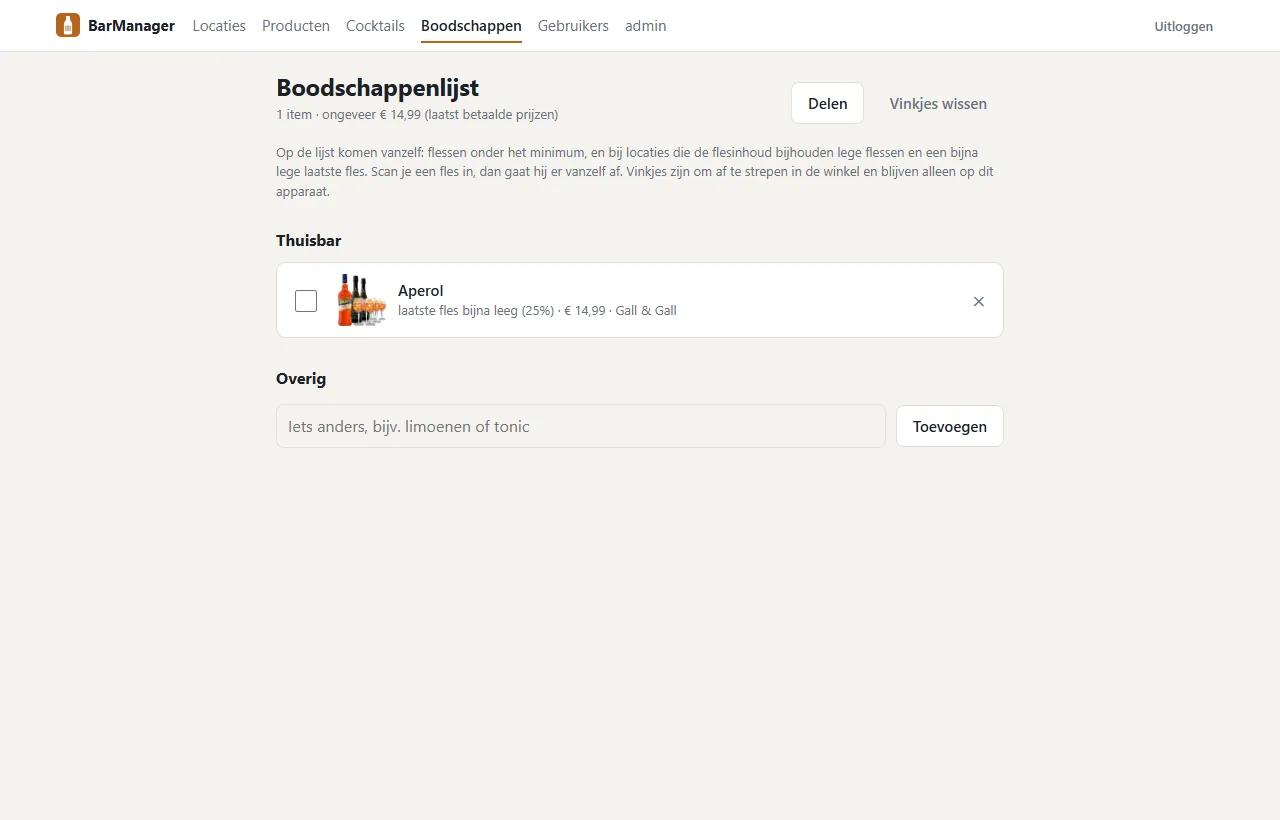 BarManager Locaties Producten Cocktails Boodschappen Gebruikers admin Uitloggen
Boodschappenlijst
1 item · ongeveer € 14,99 (laatst betaalde prijzen)
Delen Vinkjes wissen
Op de lijst komen vanzelf: flessen onder het minimum, en bij locaties die de flesinhoud bijhouden lege flessen en een bijna
lege laatste fles. Scan je een fles in, dan gaat hij er vanzelf af. Vinkjes zijn om af te strepen in de winkel en blijven alleen op dit
apparaat.
Thuisbar
Aperol
laatste fles bijna leeg (25%) · € 14,99 · Gall & Gall
Overig
Iets anders, bijv. limoenen of tonic Toevoegen